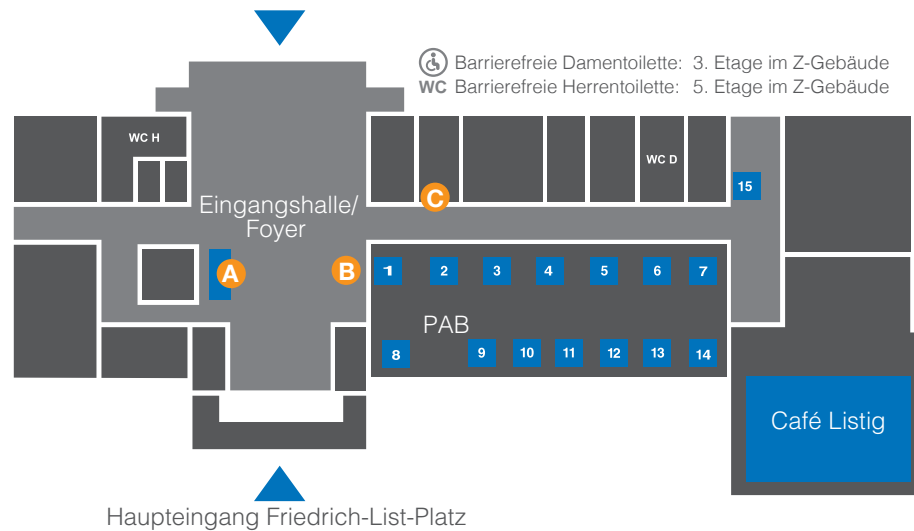 Barrierefreie Damentoilette: 3. Etage im Z-Gebäude
WC Barrierefreie Herrentoilette: 5. Etage im Z-Gebäude
WC H
WC D
15
C
Eingangshalle/
Foyer
A
B
1
2
3
4
5
6
7
PAB
8
9
10
11
12
13
14
Café Listig
Haupteingang Friedrich-List-Platz